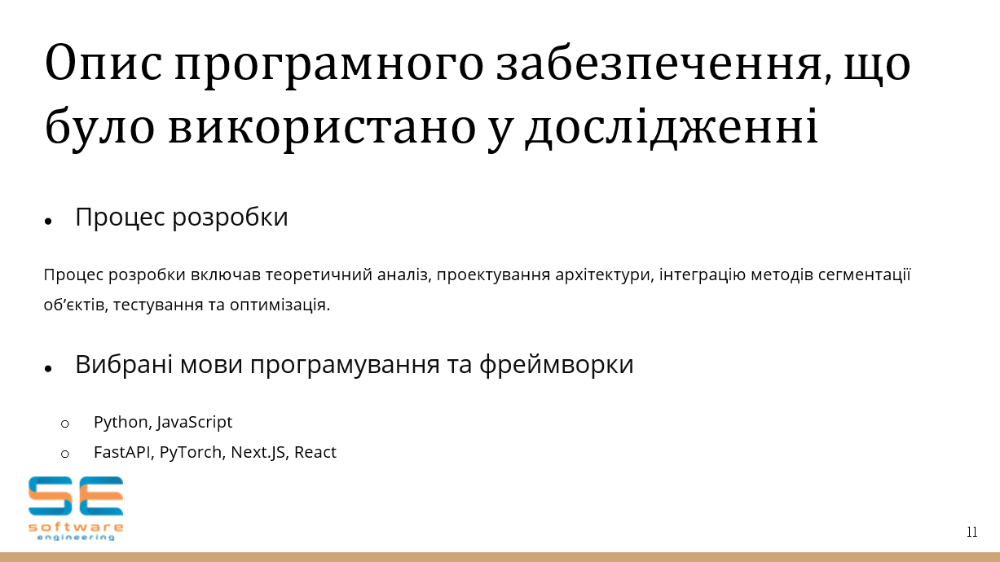 Опис програмного забезпечення, що
було використано у дослідженні
• Процес розробки
Процес розробки включав теоретичний аналіз, проектування архітектури, інтеграцію методів сегментації
об’єктів, тестування та оптимізація.
• Вибрані мови програмування та фреймворки
○ Python, JavaScript
○ FastAPI, PyTorch, Next.JS, React
SE
software
engineering
11